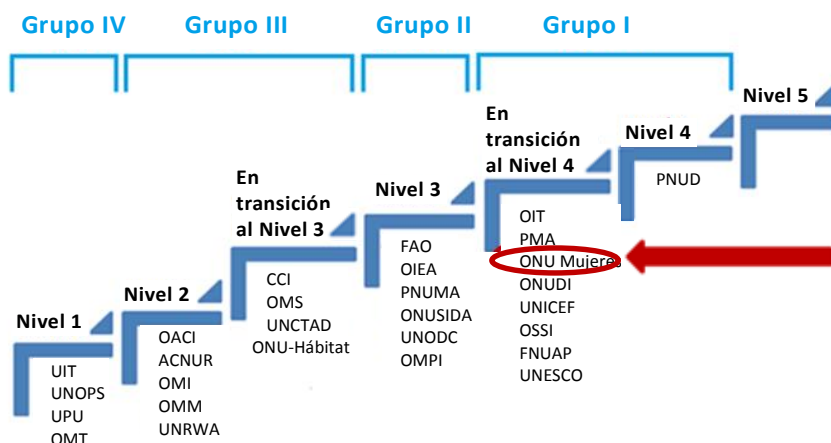 Grupo IV
Grupo III
Grupo II
Grupo I
Nivel 1
UIT
UNOPS
UPU
OMT
Nivel 2
OACI
ACNUR
OMI
OMM
UNRWA
En
transición
al Nivel 3
CCI
OMS
UNCTAD
ONU-Hábitat
Nivel 3
FAO
OIEA
PNUMA
ONUSIDA
UNODC
OMPI
En
transición
al Nivel 4
OIT
PMA
ONU Mujeres
ONUDI
UNICEF
OSSI
FNUAP
UNESCO
Nivel 4
PNUD
Nivel 5